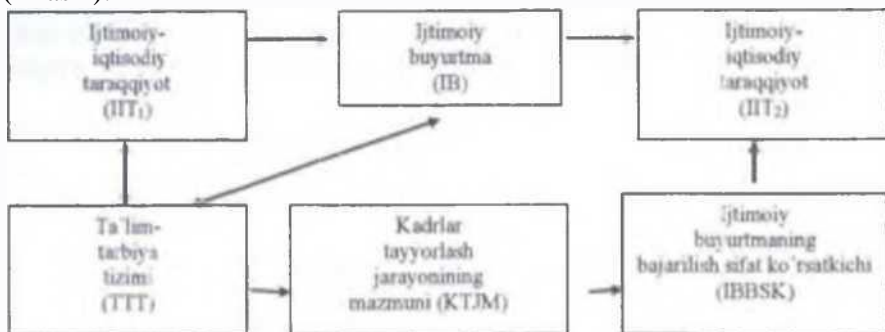 Ijtimoiy-
iqtisodiy
taraqqiyot
(IIT₁)
Ijtimoiy
buyurtma
(IB)
Ijtimoiy-
iqtisodiy
taraqqiyot
(IIT₂)
Ta'lim-
tarbiya
tizimi
(TTT)
Kadrlar
tayyorlash
jarayonining
mazmuni (KTJM)
Ijtimoiy
buyurtmaning
bajarilish sifat ko'rsatkichi
(IBBSK)